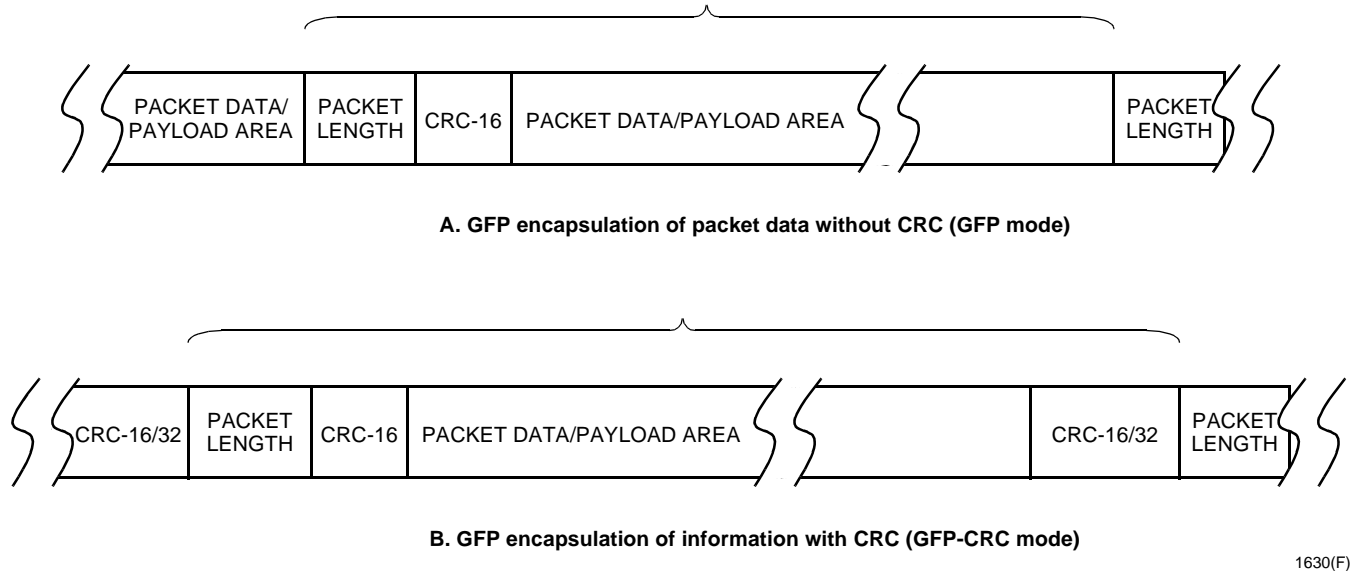 PACKET DATA/
PAYLOAD AREA
PACKET
LENGTH
CRC-16
PACKET DATA/PAYLOAD AREA
PACKET
LENGTH
A. GFP encapsulation of packet data without CRC (GFP mode)
CRC-16/32
PACKET
LENGTH
CRC-16
PACKET DATA/PAYLOAD AREA
CRC-16/32
PACKET
LENGTH
B. GFP encapsulation of information with CRC (GFP-CRC mode)
1630(F)